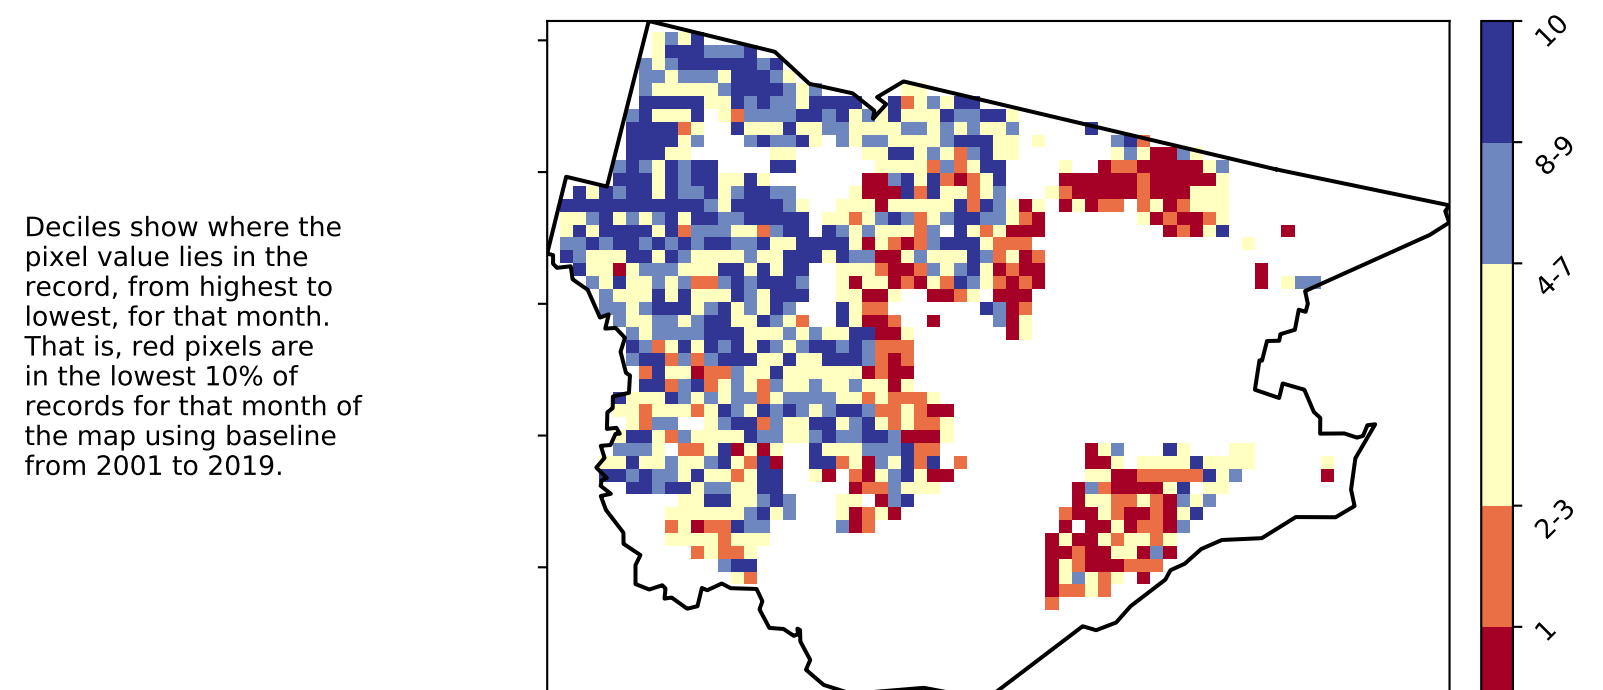 Deciles show where the
pixel value lies in the
record, from highest to
lowest, for that month.
That is, red pixels are
in the lowest 10% of
records for that month of
the map using baseline
from 2001 to 2019.
10
8-9
4-7
2-3
1